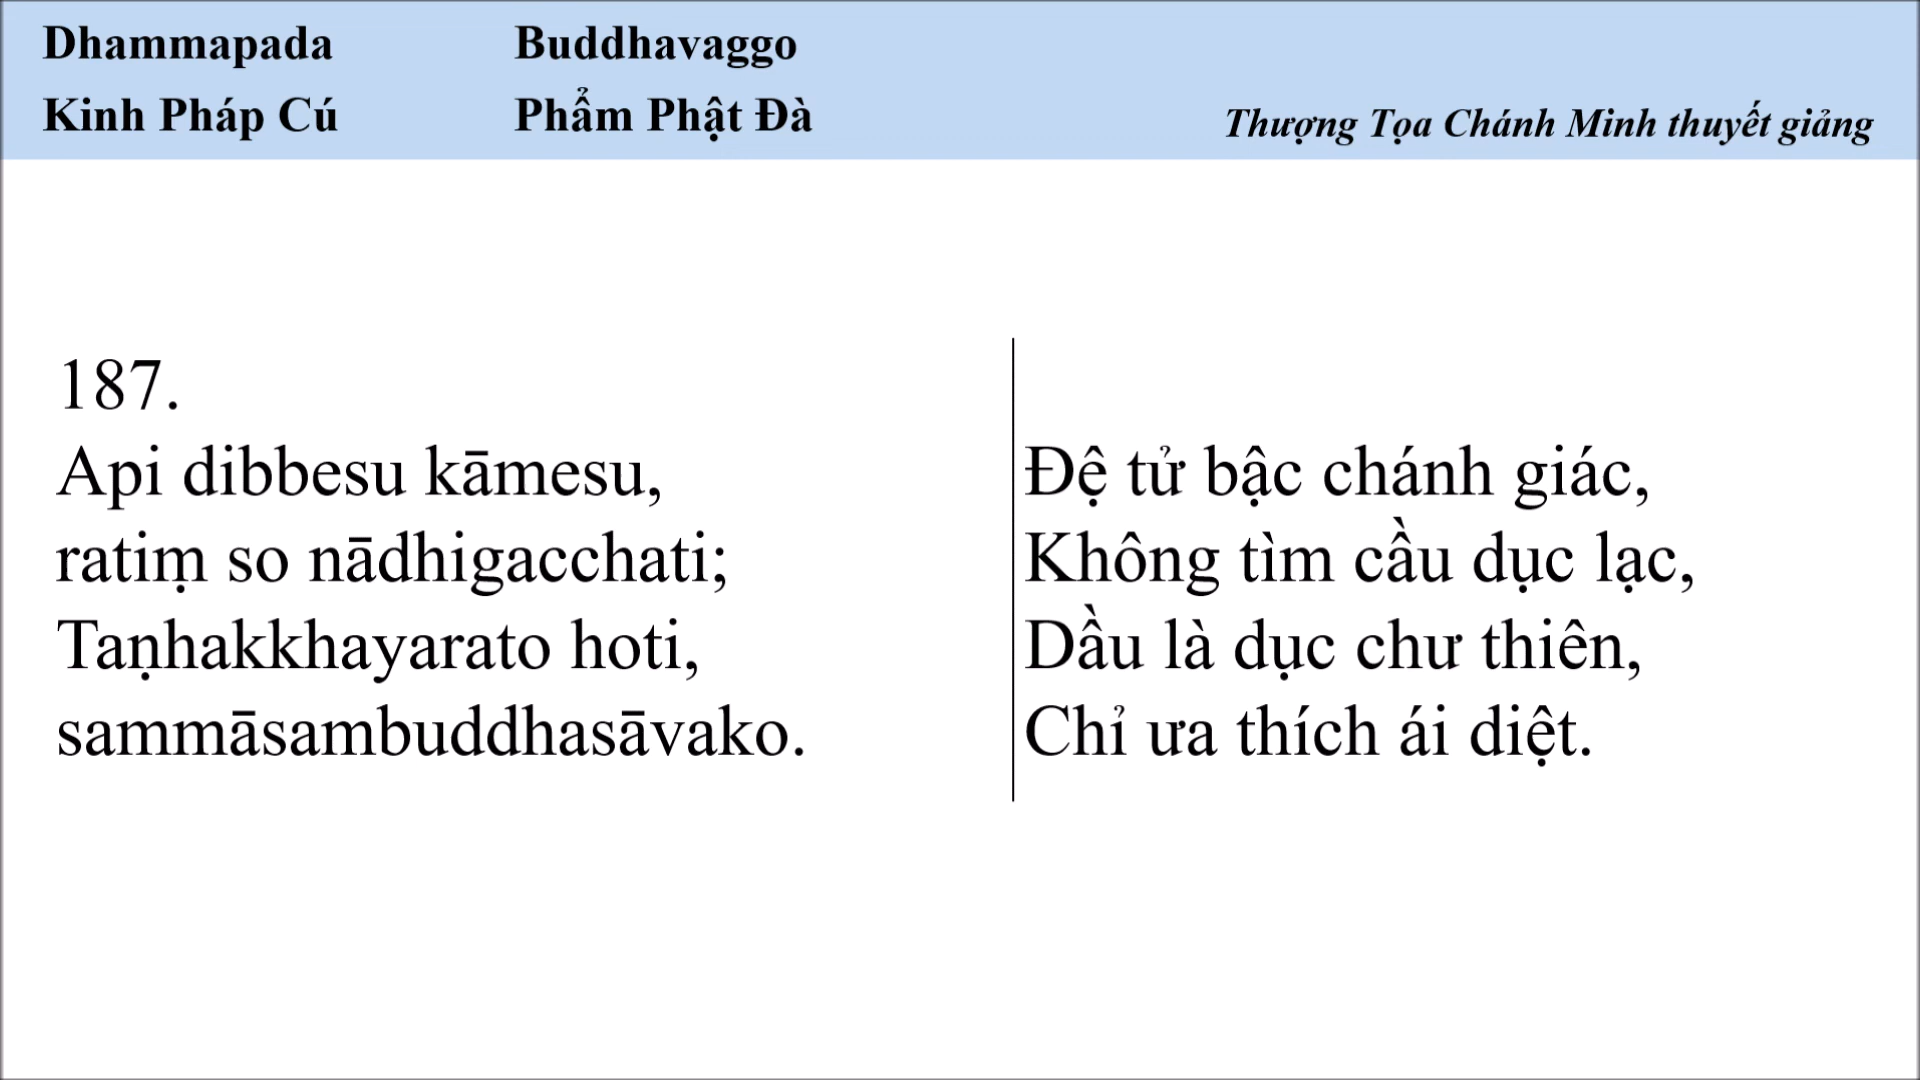 Dhammapada
Buddhavaggo
Kinh Pháp Cú
Phẩm Phật Đà
Thượng Tọa Chánh Minh thuyết giảng
187.
Api dibbesu kāmesu,
ratiṃ so nādhigacchati;
Taṇhakkhayarato hoti,
sammāsambuddhasāvako.
Đệ tử bậc chánh giác,
Không tìm cầu dục lạc,
Dầu là dục chư thiên,
Chỉ ưa thích ái diệt.